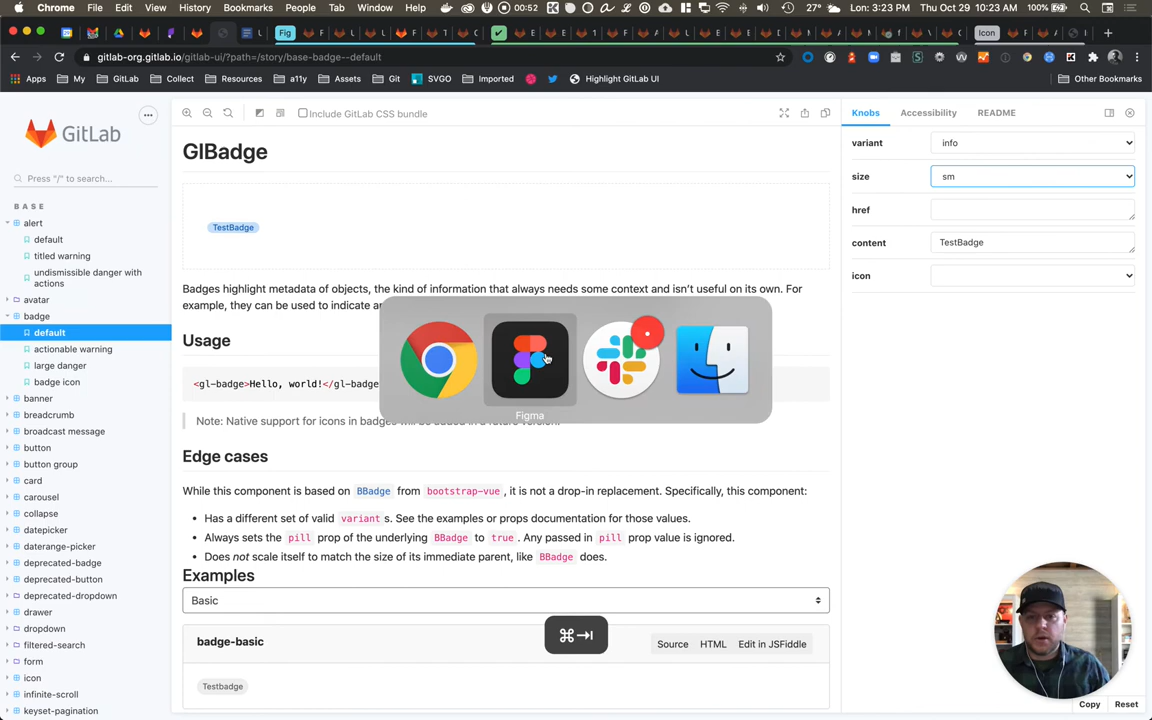 Chrome File Edit View History Bookmarks People Tab Window Help 00:52 27° Lon: 3:23 PM Thu Oct 29 10:23 AM 100%
Fig
Icon
gitlab-org.gitlab.io/gitlab-ui/?path=/story/base-badge--default
Apps My GitLab Collect Resources a11y Assets Git SVGO Imported Highlight GitLab UI Other Bookmarks
GitLab
Press "/" to search...
BASE
alert
default
titled warning
undismissible danger with
actions
avatar
badge
default
actionable warning
large danger
badge icon
banner
breadcrumb
broadcast message
button
button group
card
carousel
collapse
datepicker
daterange-picker
deprecated-badge
deprecated-button
deprecated-dropdown
drawer
dropdown
filtered-search
form
icon
infinite-scroll
keyset-pagination
Include GitLab CSS bundle
GlBadge
TestBadge
Badges highlight metadata of objects, the kind of information that always needs some context and isn't useful on its own. For
example, they can be used to indicate
Usage
<gl-badge>Hello, world!</gl-badge
Note: Native support for icons in badges will be added in a future version.
Figma
Edge cases
While this component is based on BBadge from bootstrap-vue, it is not a drop-in replacement. Specifically, this component:
• Has a different set of valid variant s. See the examples or props documentation for those values.
• Always sets the pill prop of the underlying BBadge to true. Any passed in pill prop value is ignored.
• Does not scale itself to match the size of its immediate parent, like BBadge does.
Examples
Basic
⌘⇥
badge-basic
Source HTML Edit in JSFiddle
Testbadge
Knobs Accessibility README
variant info
size sm
href
content TestBadge
icon
Copy Reset